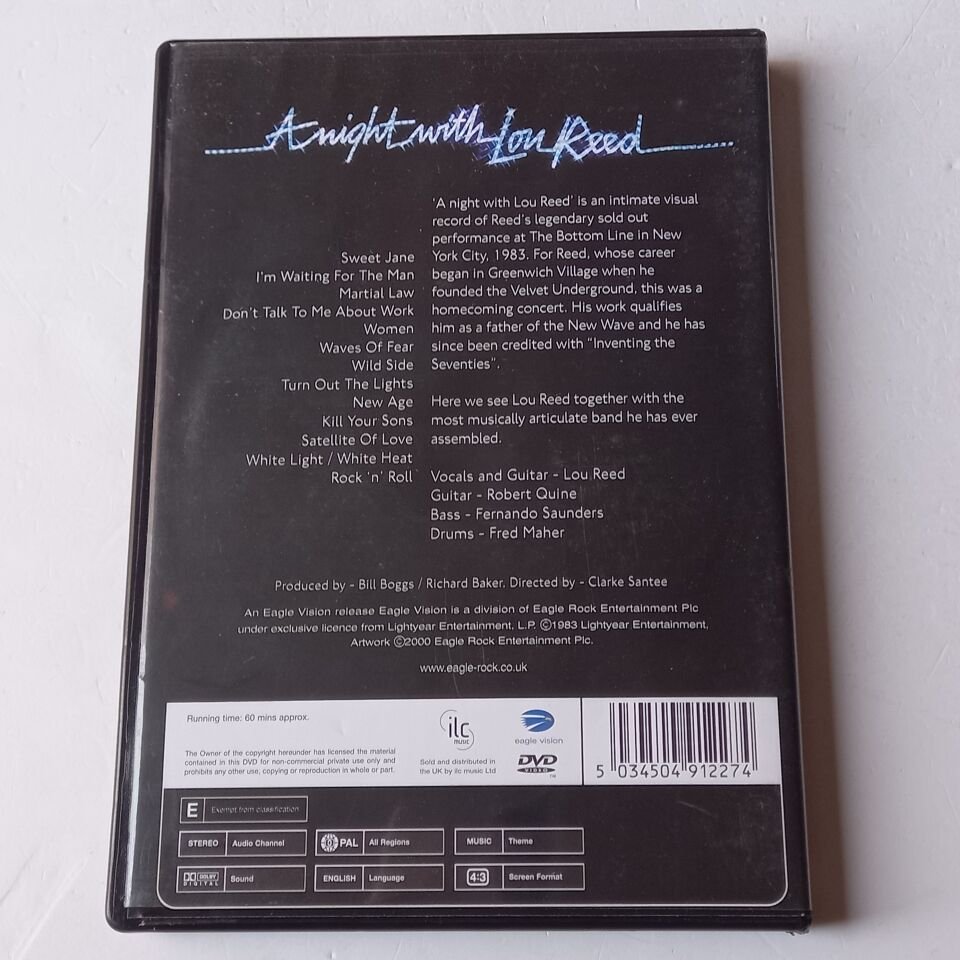 A night with Lou Reed
Sweet Jane
I'm Waiting For The Man
Martial Law
Don't Talk To Me About Work
Women
Waves Of Fear
Wild Side
Turn Out The Lights
New Age
Kill Your Sons
Satellite Of Love
White Light / White Heat
Rock 'n' Roll
'A night with Lou Reed' is an intimate visual
record of Reed's legendary sold out
performance at The Bottom Line in New
York City, 1983. For Reed, whose career
began in Greenwich Village when he
founded the Velvet Underground, this was a
homecoming concert. His work qualifies
him as a father of the New Wave and he has
since been credited with "Inventing the
Seventies".
Here we see Lou Reed together with the
most musically articulate band he has ever
assembled.
Vocals and Guitar - Lou Reed
Guitar - Robert Quine
Bass - Fernando Saunders
Drums - Fred Maher
Produced by - Bill Boggs / Richard Baker, Directed by - Clarke Santee
An Eagle Vision release Eagle Vision is a division of Eagle Rock Entertainment Plc
under exclusive licence from Lightyear Entertainment, L.P. ©1983 Lightyear Entertainment,
Artwork ©2000 Eagle Rock Entertainment Plc.
www.eagle-rock.co.uk
Running time: 60 mins approx.
The Owner of the copyright hereunder has licensed the material
contained in this DVD for non-commercial private use only and
prohibits any other use, copying or reproduction in whole or part.
ilc
music
Sold and distributed in
the UK by ilc music Ltd
eagle vision
DVD
VIDEO
TM
5 034504 912274
E Exempt from classification
STEREO Audio Channel
0 PAL All Regions
MUSIC Theme
DOLBY
DIGITAL
Sound
ENGLISH Language
4:3 Screen Format